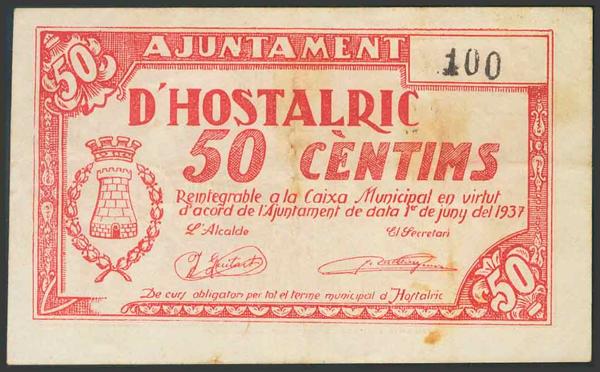 50 AJUNTAMENT 100
D'HOSTALRIC
50 CÈNTIMS
Reintegrable a la Caixa Municipal en virtut
d'acord de l'Ajuntament de data 1er de juny del 1937
L'Alcalde El Secretari
De curs obligatori per tot el terme municipal d'Hostalric
50